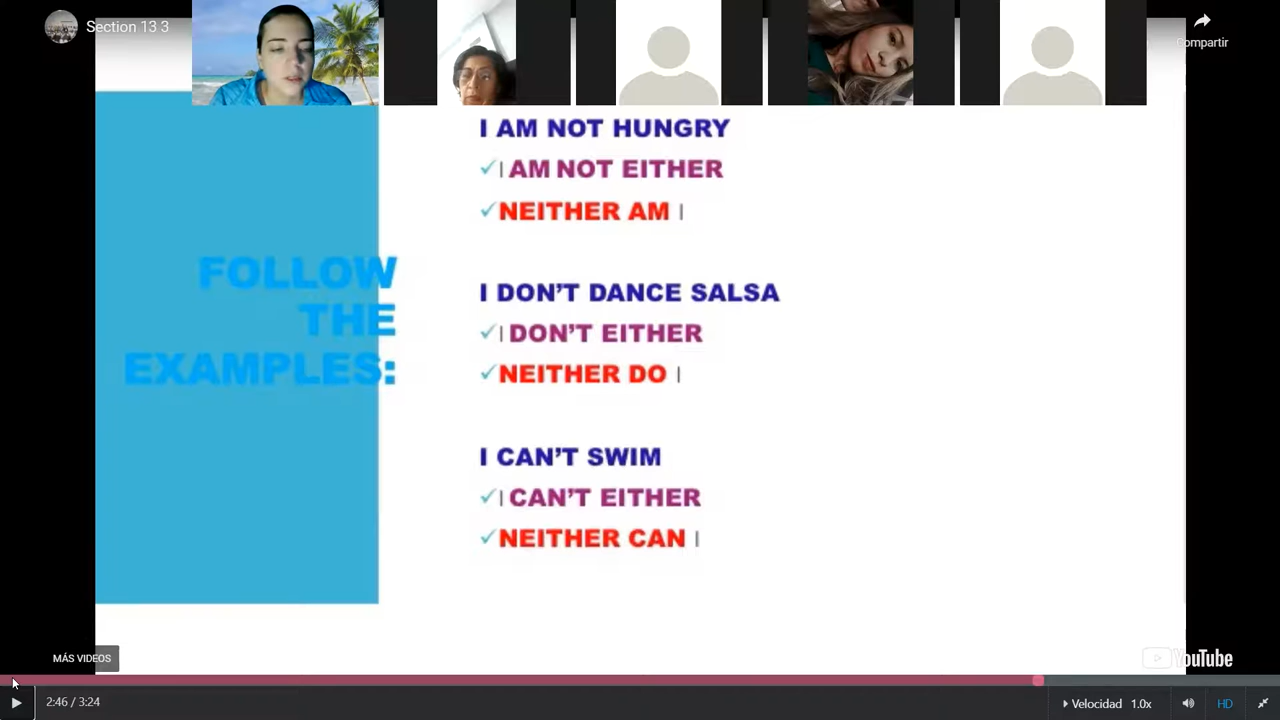 Section 13 3
Compartir
I AM NOT HUNGRY
✓I AM NOT EITHER
✓NEITHER AM I
FOLLOW
THE
EXAMPLES:
I DON'T DANCE SALSA
✓I DON'T EITHER
✓NEITHER DO I
I CAN'T SWIM
✓I CAN'T EITHER
✓NEITHER CAN I
MÁS VIDEOS
YouTube
2:46 / 3:24
Velocidad 1.0x
HD